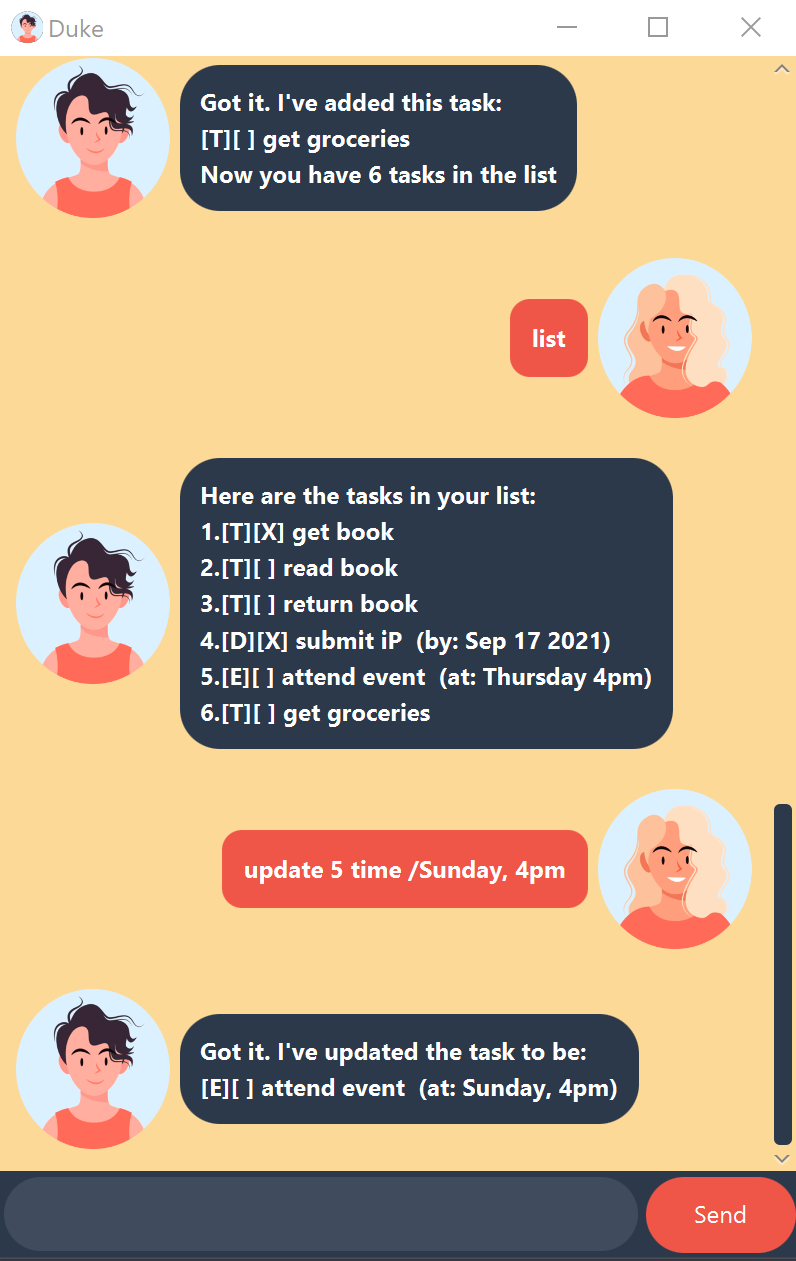 Duke
Got it. I've added this task:
[T][ ] get groceries
Now you have 6 tasks in the list
list
Here are the tasks in your list:
1.[T][X] get book
2.[T][ ] read book
3.[T][ ] return book
4.[D][X] submit iP  (by: Sep 17 2021)
5.[E][ ] attend event  (at: Thursday 4pm)
6.[T][ ] get groceries
update 5 time /Sunday, 4pm
Got it. I've updated the task to be:
[E][ ] attend event  (at: Sunday, 4pm)
Send